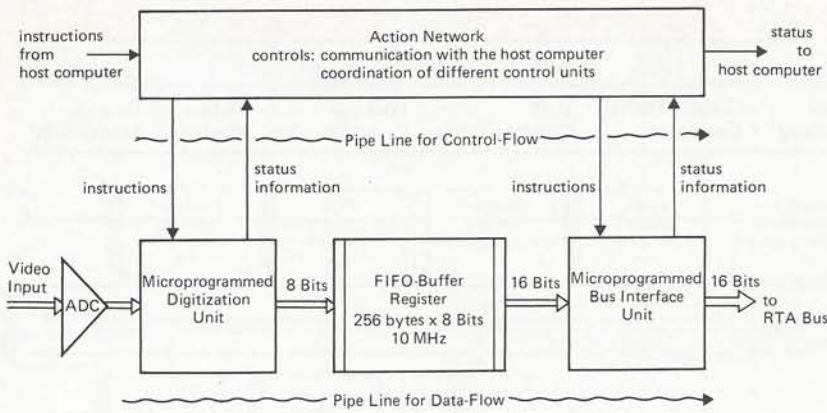 instructions
from
host computer
Action Network
controls: communication with the host computer
coordination of different control units
status
to
host computer
Pipe Line for Control-Flow
instructions
status
information
instructions
status
information
Video
Input
ADC
Microprogrammed
Digitization
Unit
8 Bits
FIFO-Buffer
Register
256 bytes x 8 Bits
10 MHz
16 Bits
Microprogrammed
Bus Interface
Unit
16 Bits
to
RTA Bus
Pipe Line for Data-Flow